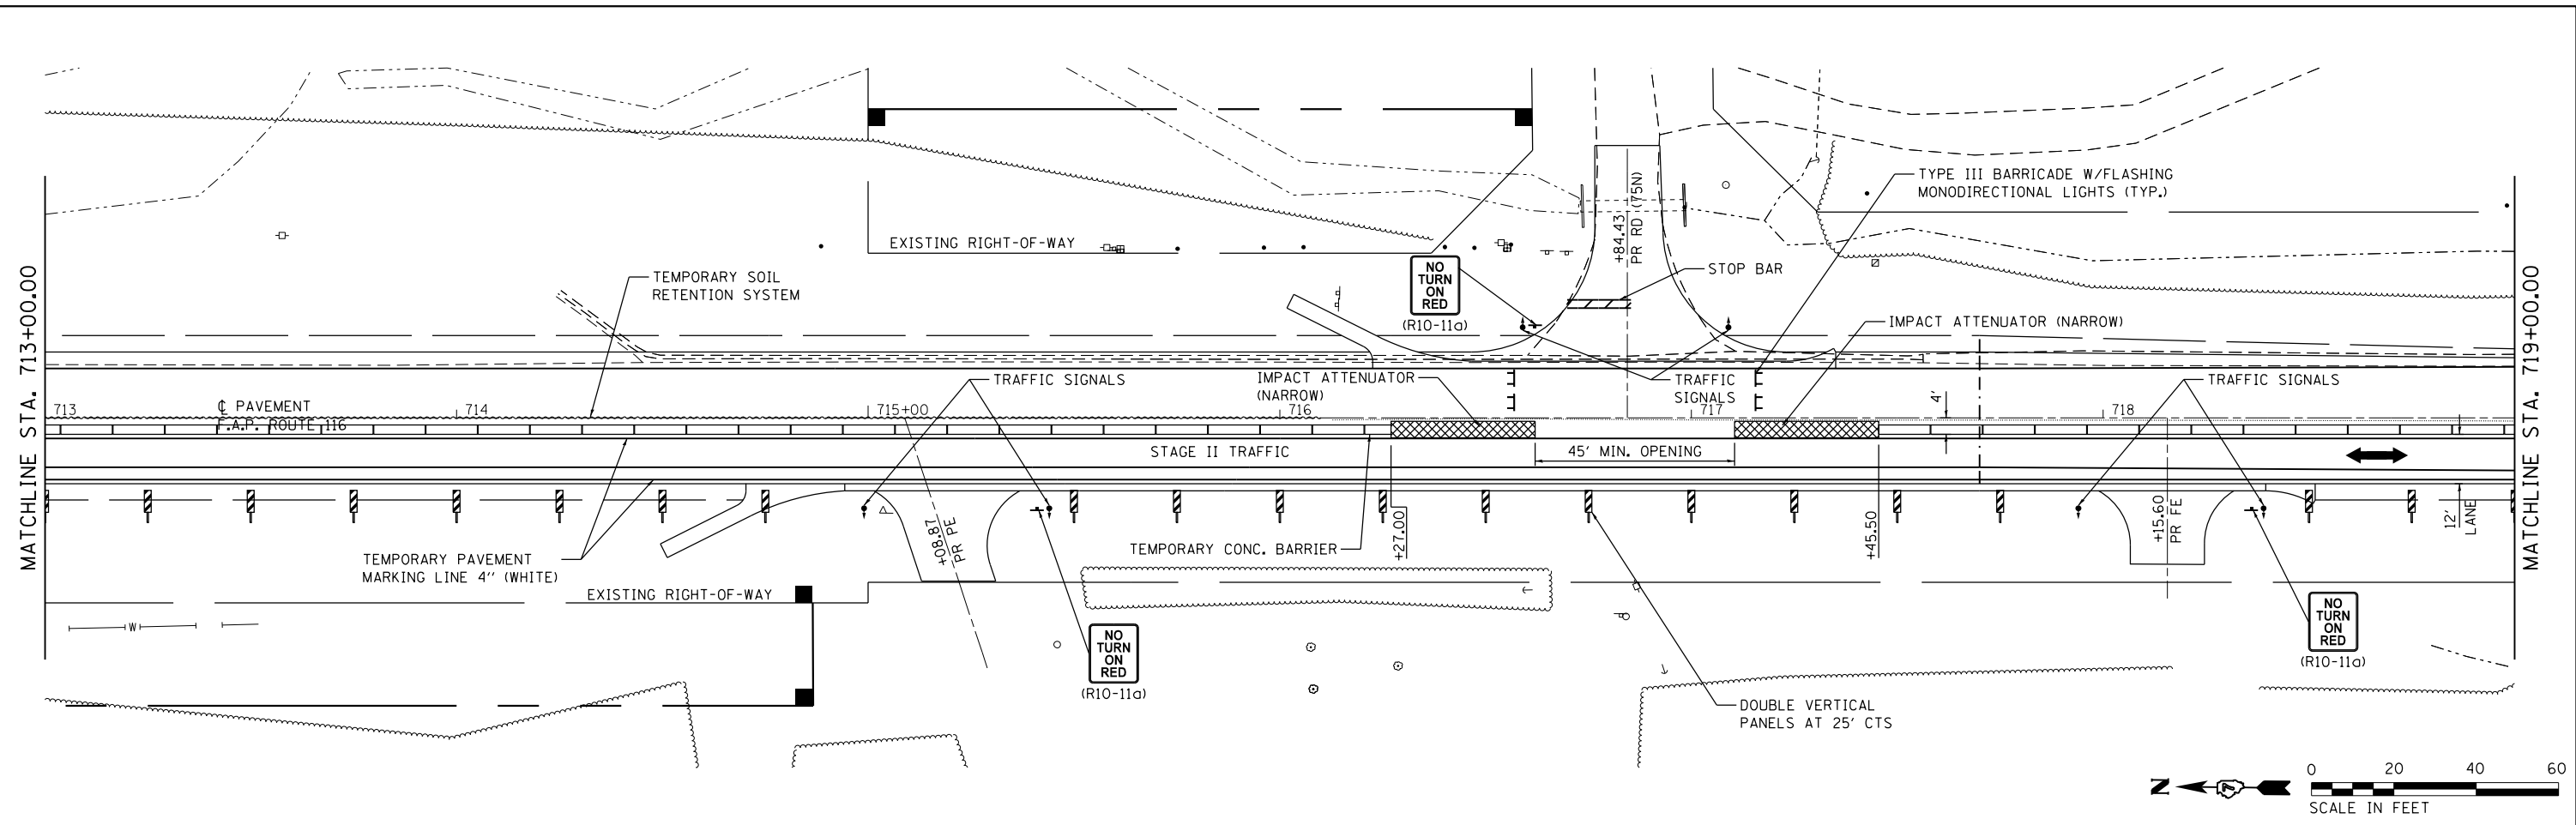 TYPE III BARRICADE W/FLASHING
MONODIRECTIONAL LIGHTS (TYP.)
+84.43
PR RD (75N)
EXISTING RIGHT-OF-WAY
TEMPORARY SOIL
RETENTION SYSTEM
STOP BAR
NO
TURN
ON
RED
(R10-11a)
IMPACT ATTENUATOR (NARROW)
MATCHLINE STA. 713+00.00
MATCHLINE STA. 719+00.00
TRAFFIC SIGNALS
IMPACT ATTENUATOR
(NARROW)
TRAFFIC
SIGNALS
TRAFFIC SIGNALS
713
℄ PAVEMENT
F.A.P. ROUTE 116
714
715+00
716
717
4'
718
STAGE II TRAFFIC
45' MIN. OPENING
+08.87
PR PE
+27.00
+45.50
+15.60
PR FE
12'
LANE
TEMPORARY CONC. BARRIER
TEMPORARY PAVEMENT
MARKING LINE 4'' (WHITE)
EXISTING RIGHT-OF-WAY
W
NO
TURN
ON
RED
(R10-11a)
NO
TURN
ON
RED
(R10-11a)
DOUBLE VERTICAL
PANELS AT 25' CTS
N
0 20 40 60
SCALE IN FEET